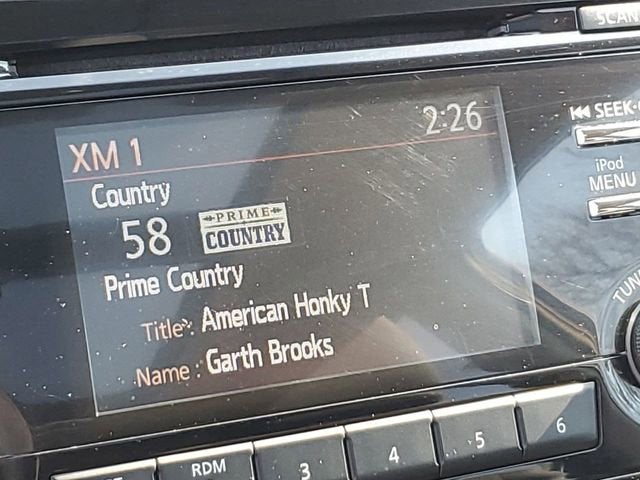 SCAN
XM 1 2:26
Country
58 PRIME COUNTRY
Prime Country
Title : American Honky T
Name : Garth Brooks
SEEK
iPod
MENU
TUN
RDM 3 4 5 6